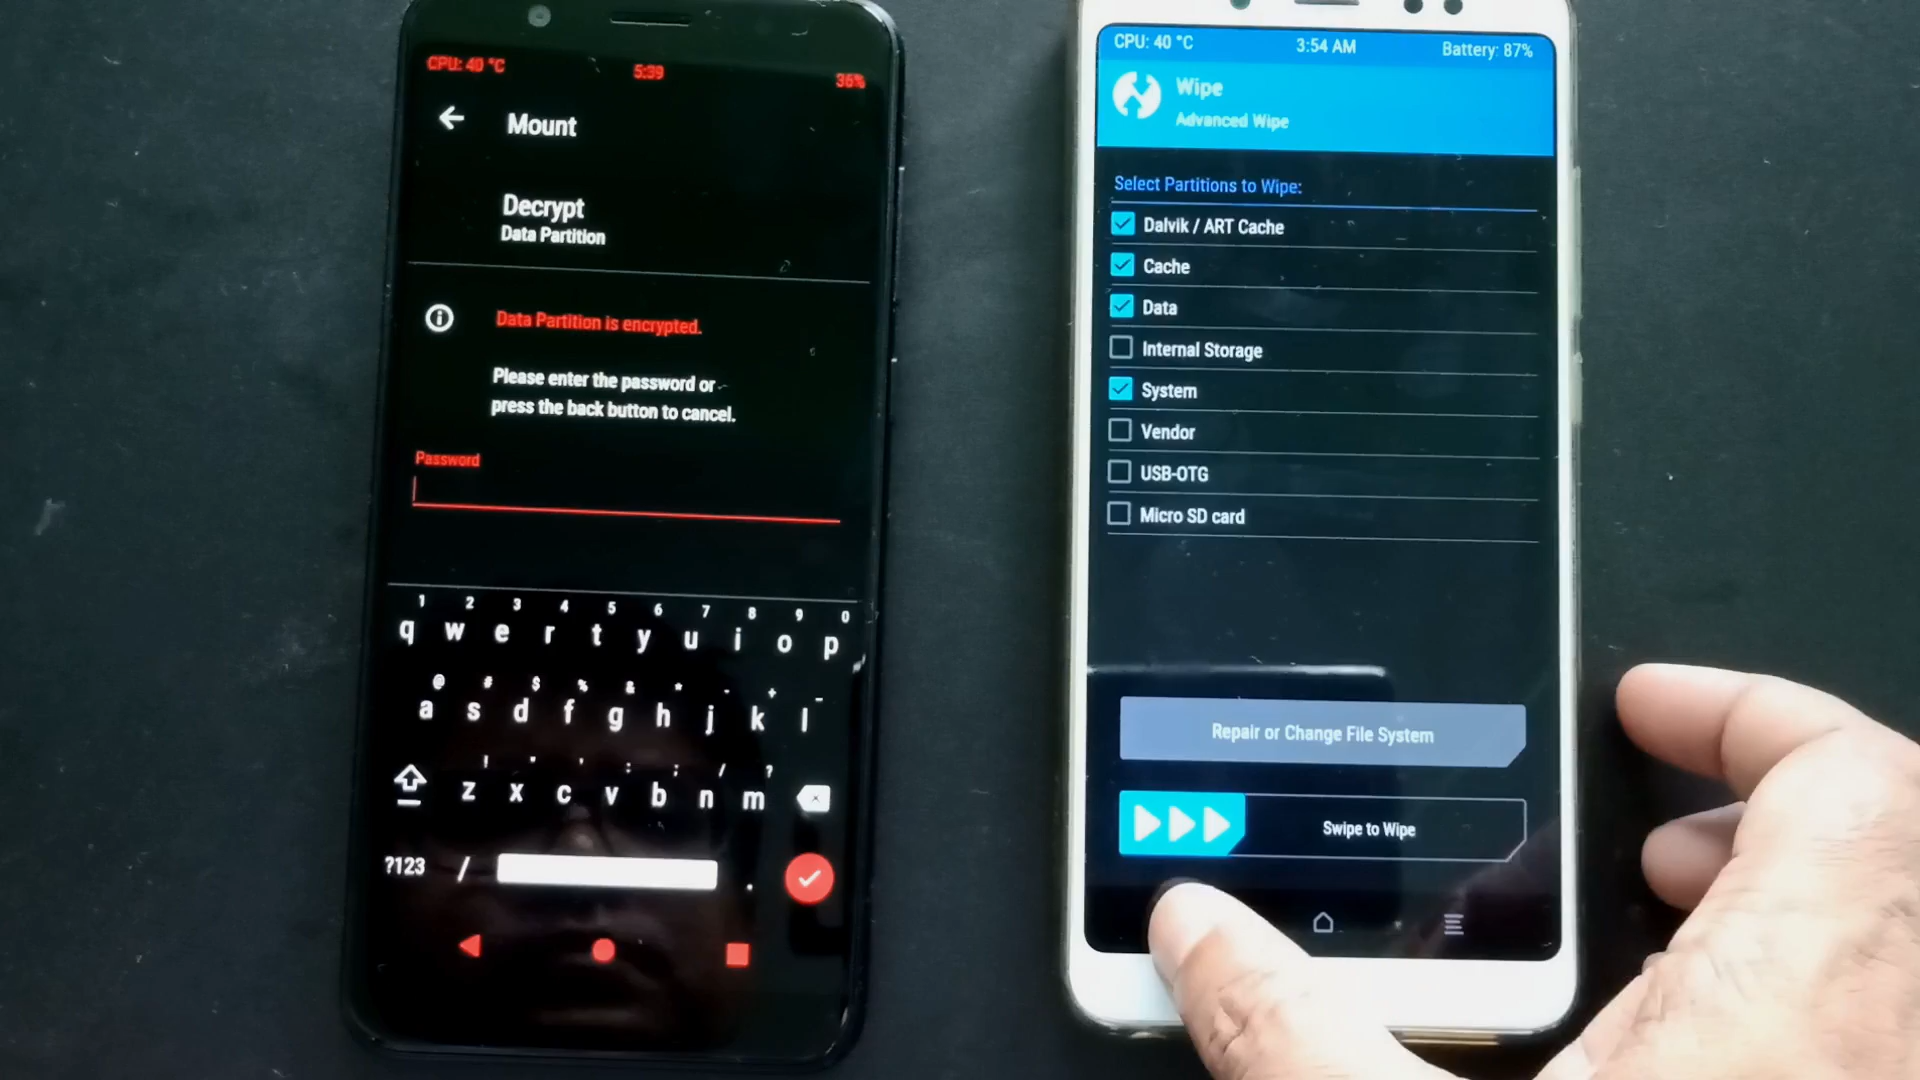 CPU: 40 °C 5:39 36%
Mount
Decrypt
Data Partition
Data Partition is encrypted.
Please enter the password or
press the back button to cancel.
Password
1 2 3 4 5 6 7 8 9 0
q w e r t y u i o p
@ # $ % & * - + _
a s d f g h j k l
! " ' : ; / ?
z x c v b n m
?123 / .
CPU: 40 °C 3:54 AM Battery: 87%
Wipe
Advanced Wipe
Select Partitions to Wipe:
Dalvik / ART Cache
Cache
Data
Internal Storage
System
Vendor
USB-OTG
Micro SD card
Repair or Change File System
Swipe to Wipe